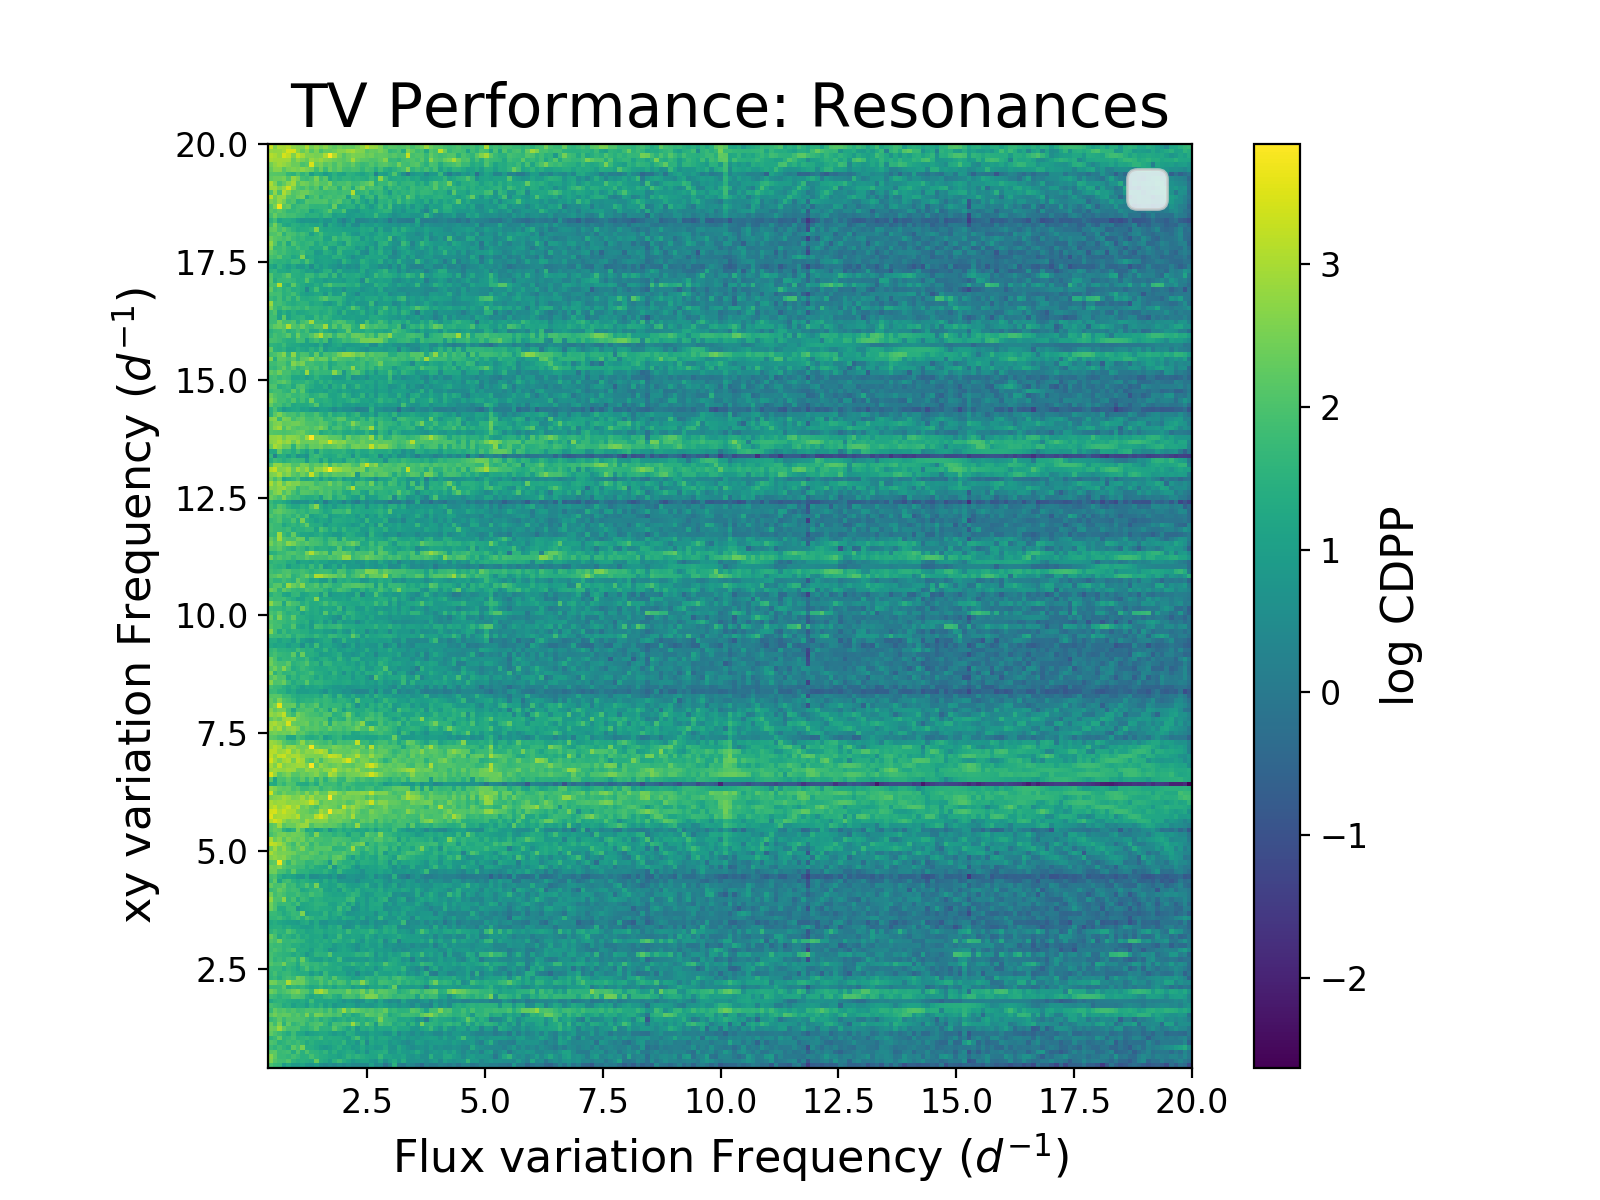 TV Performance: Resonances
20.0
17.5
15.0
12.5
10.0
7.5
5.0
2.5
xy variation Frequency (d⁻¹)
2.5 5.0 7.5 10.0 12.5 15.0 17.5 20.0
Flux variation Frequency (d⁻¹)
3
2
1
0
−1
−2
log CDPP